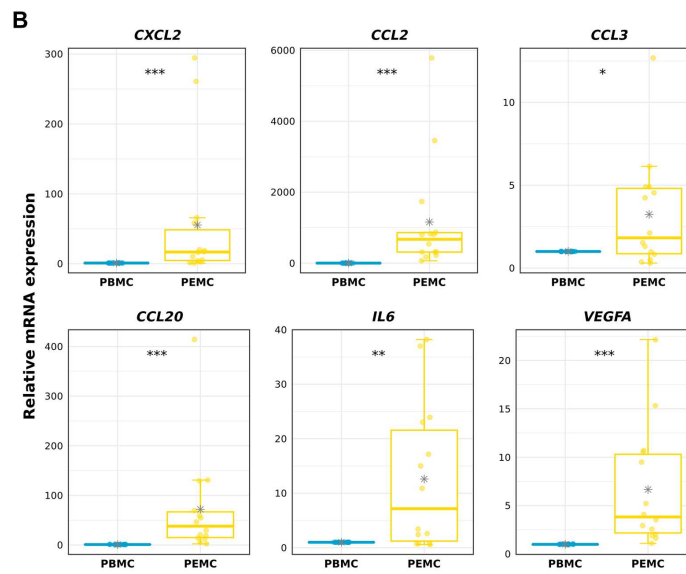 B
CXCL2
CCL2
CCL3
***
***
*
300
200
100
0
6000
4000
2000
0
10
5
0
PBMC
PEMC
PBMC
PEMC
PBMC
PEMC
Relative mRNA expression
CCL20
IL6
VEGFA
***
**
***
400
300
200
100
50
0
40
30
20
10
0
20
15
10
5
0
PBMC
PEMC
PBMC
PEMC
PBMC
PEMC